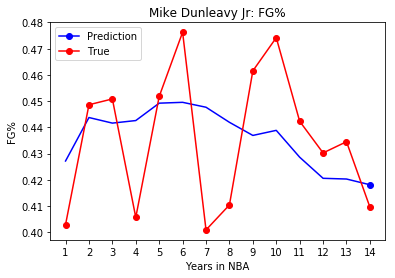 Mike Dunleavy Jr: FG%
Prediction
True
FG%
0.48
0.47
0.46
0.45
0.44
0.43
0.42
0.41
0.40
1 2 3 4 5 6 7 8 9 10 11 12 13 14
Years in NBA